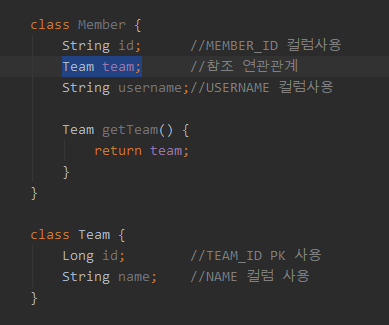 class Member {
    String id;      //MEMBER_ID 컬럼사용
    Team team;      //참조 연관관계
    String username;//USERNAME 컬럼사용
    Team getTeam() {
        return team;
    }
}
class Team {
    Long id;        //TEAM_ID PK 사용
    String name;    //NAME 컬럼 사용
}